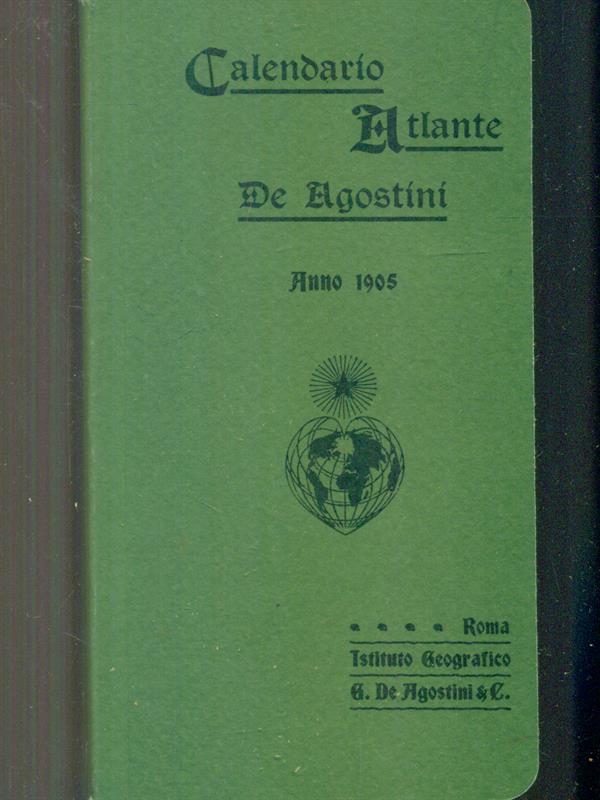 Calendario
Atlante
De Agostini
Anno 1905
Roma
Istituto Geografico
G. De Agostini & C.